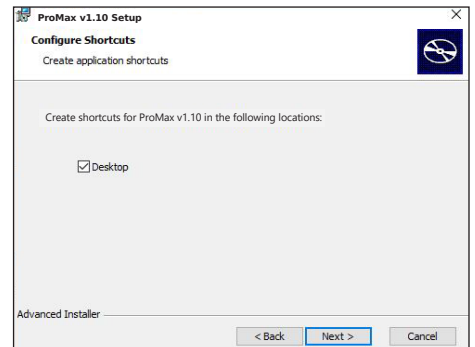 ProMax v1.10 Setup
Configure Shortcuts
Create application shortcuts
Create shortcuts for ProMax v1.10 in the following locations:
Desktop
Advanced Installer
< Back Next > Cancel